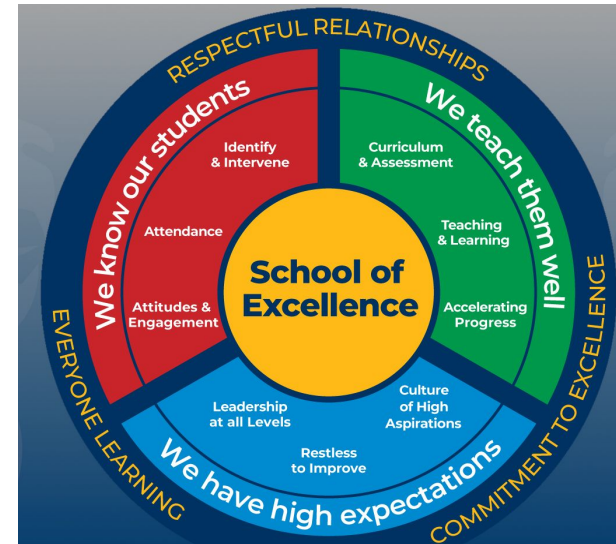 RESPECTFUL RELATIONSHIPS
We know our students
Identify
& Intervene
Attendance
Attitudes &
Engagement
We teach them well
Curriculum
& Assessment
Teaching
& Learning
Accelerating
Progress
School of
Excellence
Leadership
at all Levels
Restless
to Improve
Culture
of High
Aspirations
We have high expectations
EVERYONE LEARNING
COMMITMENT TO EXCELLENCE